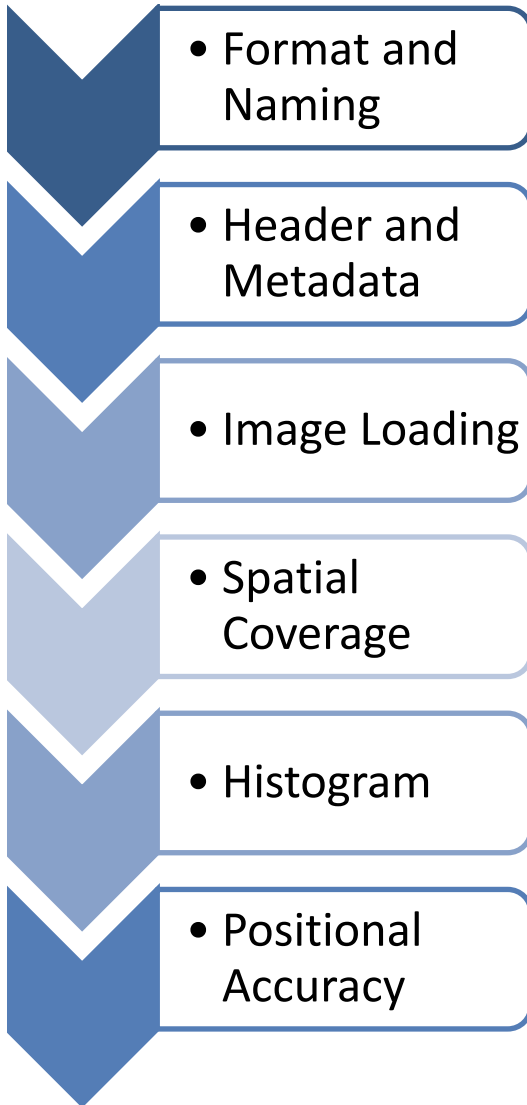 • Format and
Naming
• Header and
Metadata
• Image Loading
• Spatial
Coverage
• Histogram
• Positional
Accuracy